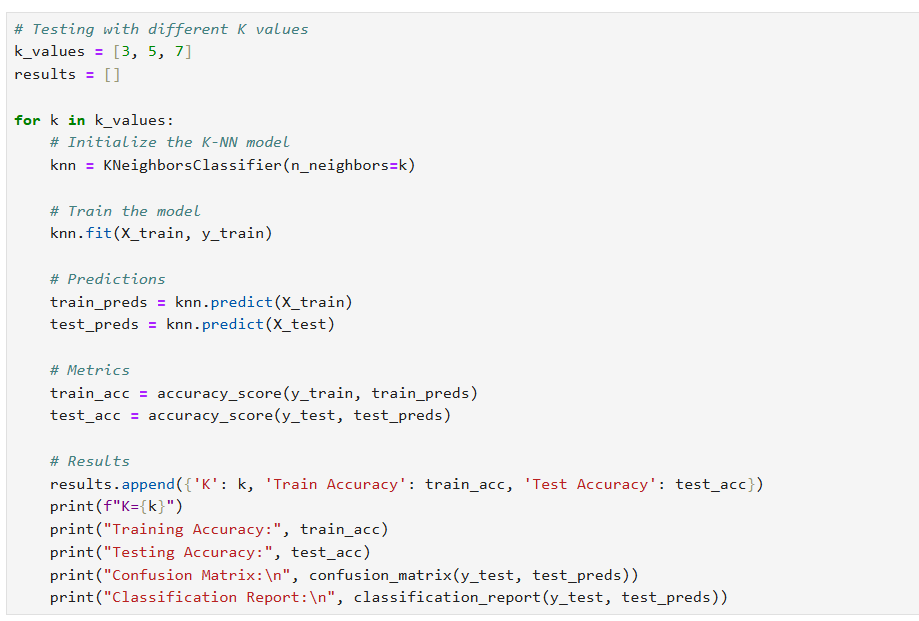 # Testing with different K values
k_values = [3, 5, 7]
results = []
for k in k_values:
    # Initialize the K-NN model
    knn = KNeighborsClassifier(n_neighbors=k)
    # Train the model
    knn.fit(X_train, y_train)
    # Predictions
    train_preds = knn.predict(X_train)
    test_preds = knn.predict(X_test)
    # Metrics
    train_acc = accuracy_score(y_train, train_preds)
    test_acc = accuracy_score(y_test, test_preds)
    # Results
    results.append({'K': k, 'Train Accuracy': train_acc, 'Test Accuracy': test_acc})
    print(f"K={k}")
    print("Training Accuracy:", train_acc)
    print("Testing Accuracy:", test_acc)
    print("Confusion Matrix:\n", confusion_matrix(y_test, test_preds))
    print("Classification Report:\n", classification_report(y_test, test_preds))